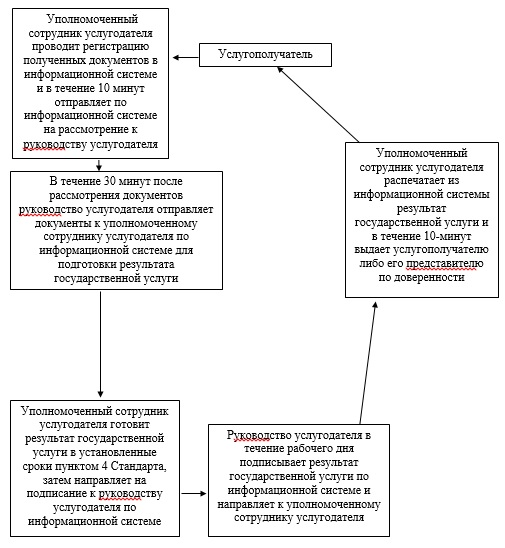 Услугополучатель
Уполномоченный
сотрудник услугодателя
проводит регистрацию
полученных документов в
информационной системе
и в течение 10 минут
отправляет по
информационной системе
на рассмотрение к
руководству услугодателя
В течение 30 минут после
рассмотрения документов
руководство услугодателя отправляет
документы к уполномоченному
сотруднику услугодателя по
информационной системе для
подготовки результата
государственной услуги
Уполномоченный сотрудник
услугодателя готовит
результат государственной
услуги в установленные
сроки пунктом 4 Стандарта,
затем направляет на
подписание к руководству
услугодателя по
информационной системе
Руководство услугодателя в
течение рабочего дня
подписывает результат
государственной услуги по
информационной системе и
направляет к уполномоченному
сотруднику услугодателя
Уполномоченный
сотрудник услугодателя
распечатает из
информационной системы
результат
государственной услуги и
в течение 10-минут
выдает услугополучателю
либо его представителю
по доверенности